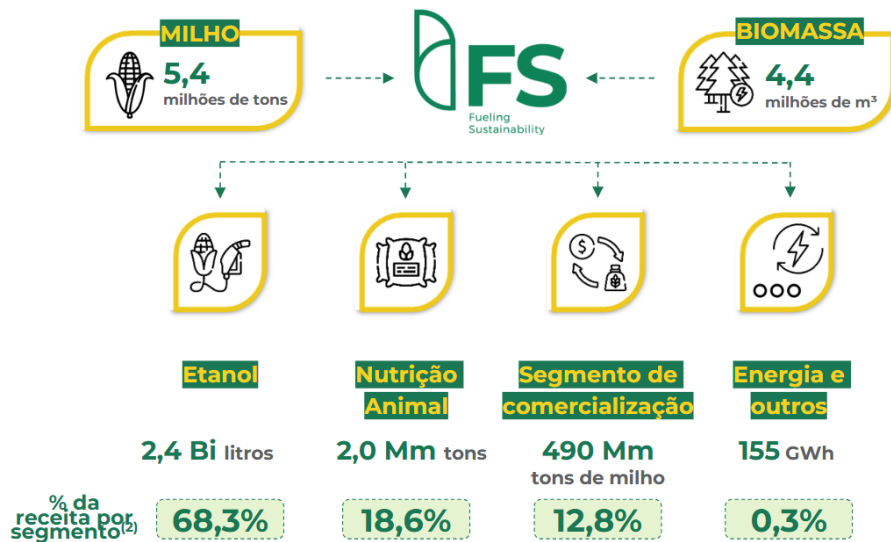 MILHO
5,4
milhões de tons
FS
Fueling
Sustainability
BIOMASSA
4,4
milhões de m³
Etanol
Nutrição
Animal
Segmento de
comercialização
Energia e
outros
2,4 Bi litros
2,0 Mm tons
490 Mm
tons de milho
155 GWh
% da
receita por
segmento(2)
68,3%
18,6%
12,8%
0,3%